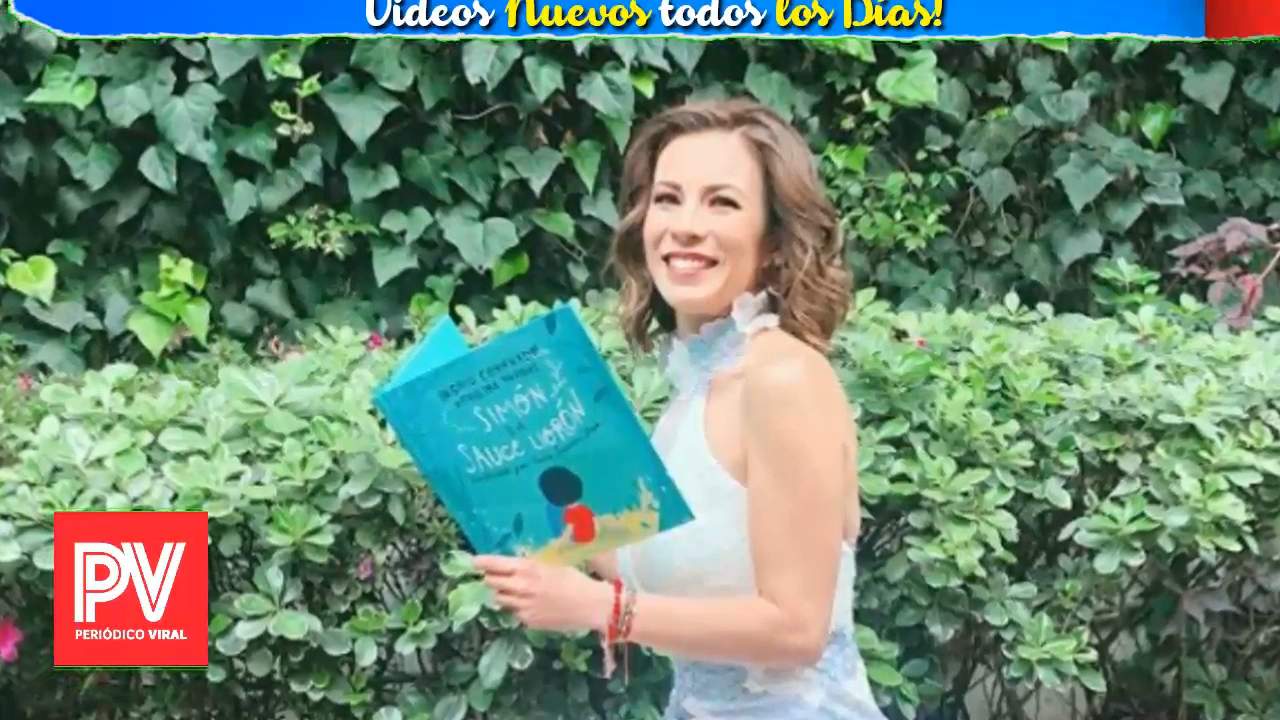 Videos Nuevos todos los Días!
SIMÓN
SAUCE LLORÓN
PV
PERIÓDICO VIRAL